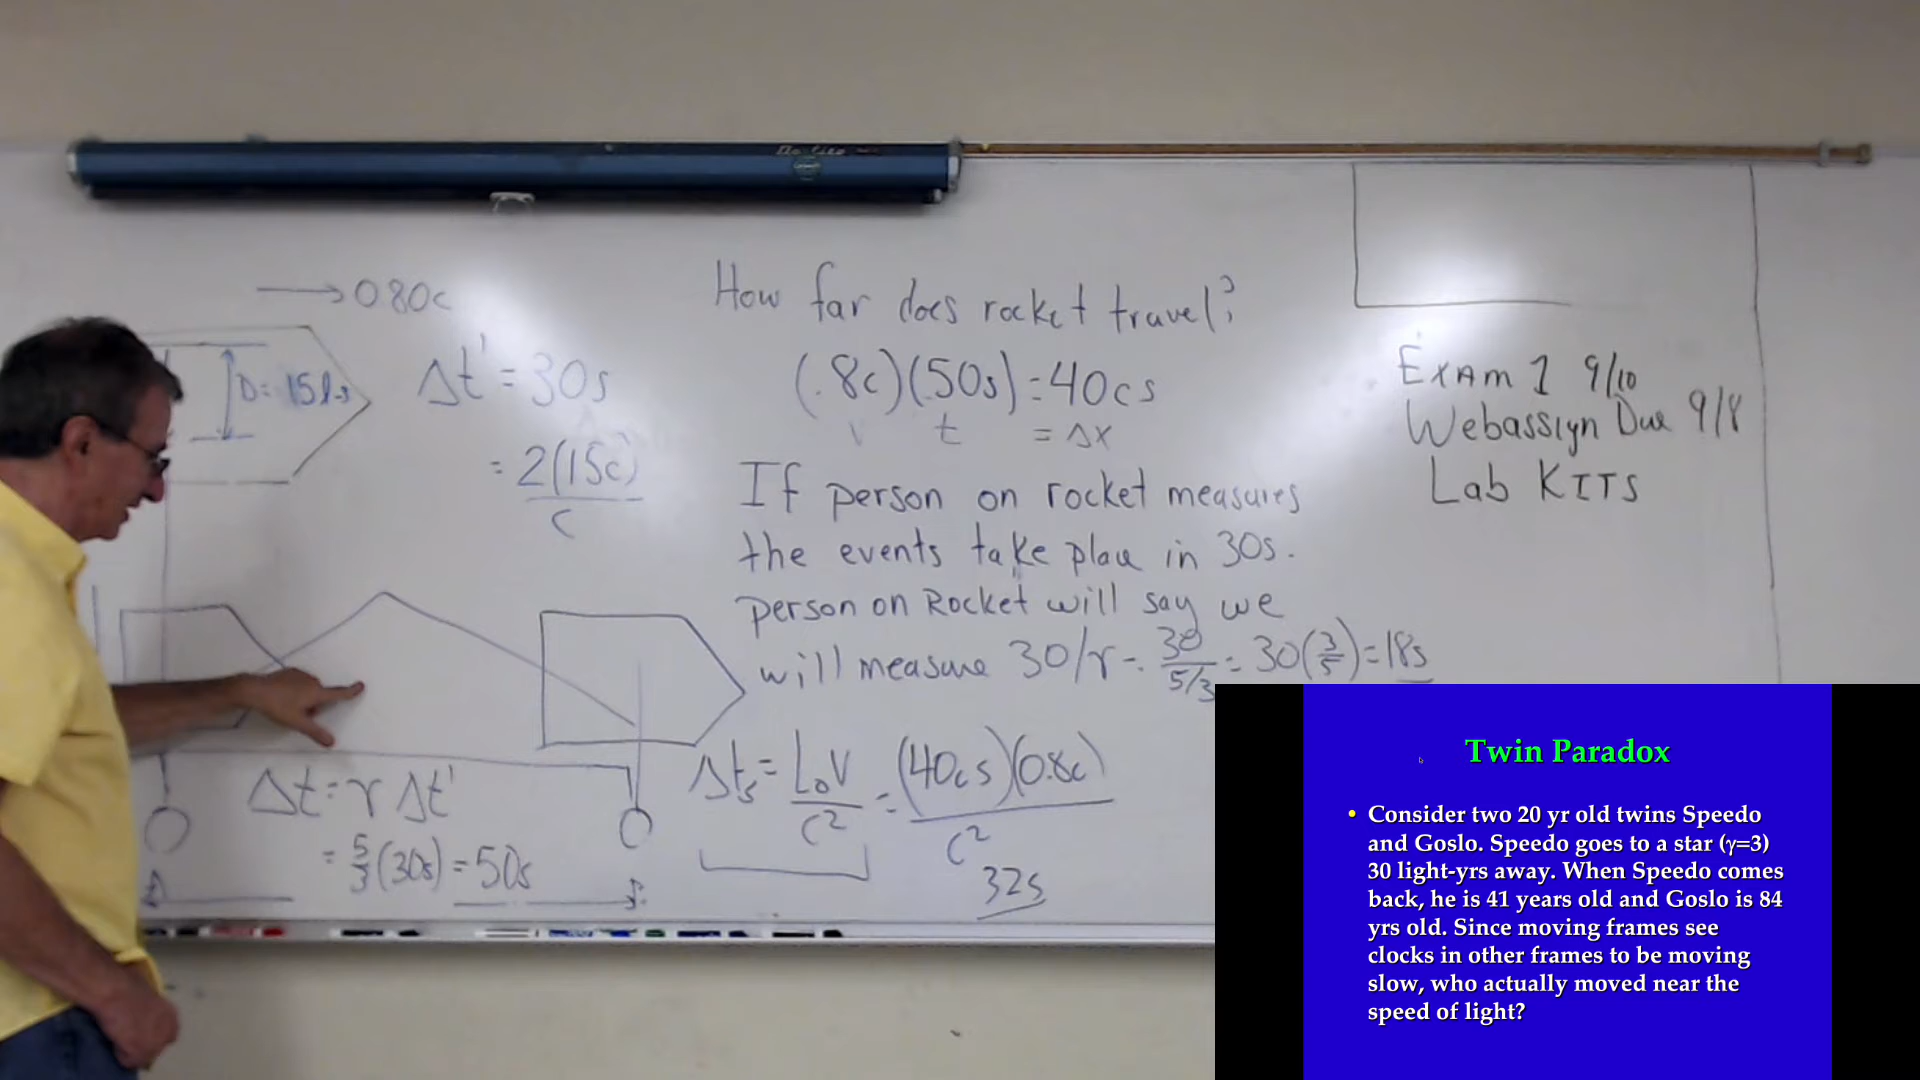 → 0.80c
D = 15 l-s
Δt' = 30s
= 2(15c)
c
Δt = γ Δt'
= 5/3 (30s) = 50s
How far does rocket travel?
(.8c)(50s) = 40cs
v t = Δx
If person on rocket measures
the events take place in 30s.
person on Rocket will say we
will measure 30/γ = 30/(5/3) = 30(3/5) = 18s
Δts = L₀V/c² = (40cs)(0.8c)/c²
32s
Exam 1 9/10
Webassign Due 9/8
Lab KITS
Twin Paradox
• Consider two 20 yr old twins Speedo
and Goslo. Speedo goes to a star (γ=3)
30 light-yrs away. When Speedo comes
back, he is 41 years old and Goslo is 84
yrs old. Since moving frames see
clocks in other frames to be moving
slow, who actually moved near the
speed of light?